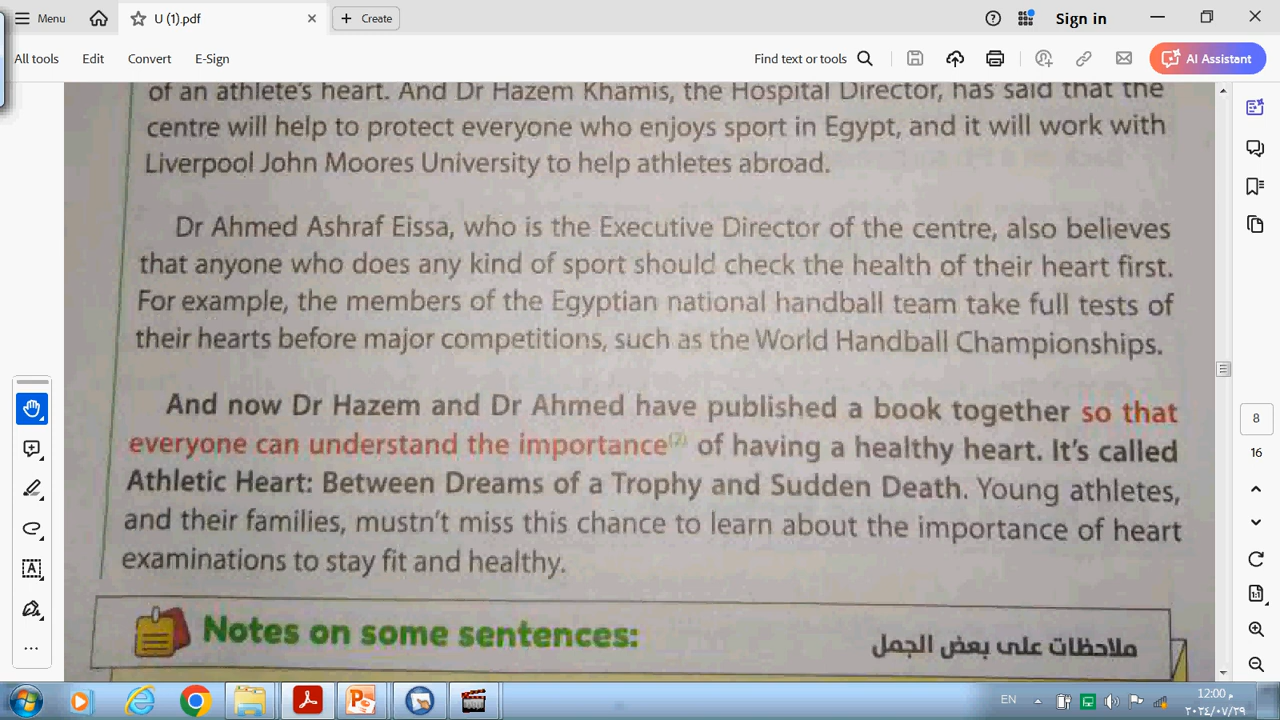 Menu
U (1).pdf
Create
Sign in
All tools
Edit
Convert
E-Sign
Find text or tools
AI Assistant
of an athlete's heart. And Dr Hazem Khamis, the Hospital Director, has said that the
centre will help to protect everyone who enjoys sport in Egypt, and it will work with
Liverpool John Moores University to help athletes abroad.
Dr Ahmed Ashraf Eissa, who is the Executive Director of the centre, also believes
that anyone who does any kind of sport should check the health of their heart first.
For example, the members of the Egyptian national handball team take full tests of
their hearts before major competitions, such as the World Handball Championships.
And now Dr Hazem and Dr Ahmed have published a book together so that
everyone can understand the importance(2) of having a healthy heart. It's called
Athletic Heart: Between Dreams of a Trophy and Sudden Death. Young athletes,
and their families, mustn't miss this chance to learn about the importance of heart
examinations to stay fit and healthy.
Notes on some sentences:
ملاحظات على بعض الجمل
8
16
EN
12:00 م
٢٠٢٤/٠٧/٢٩